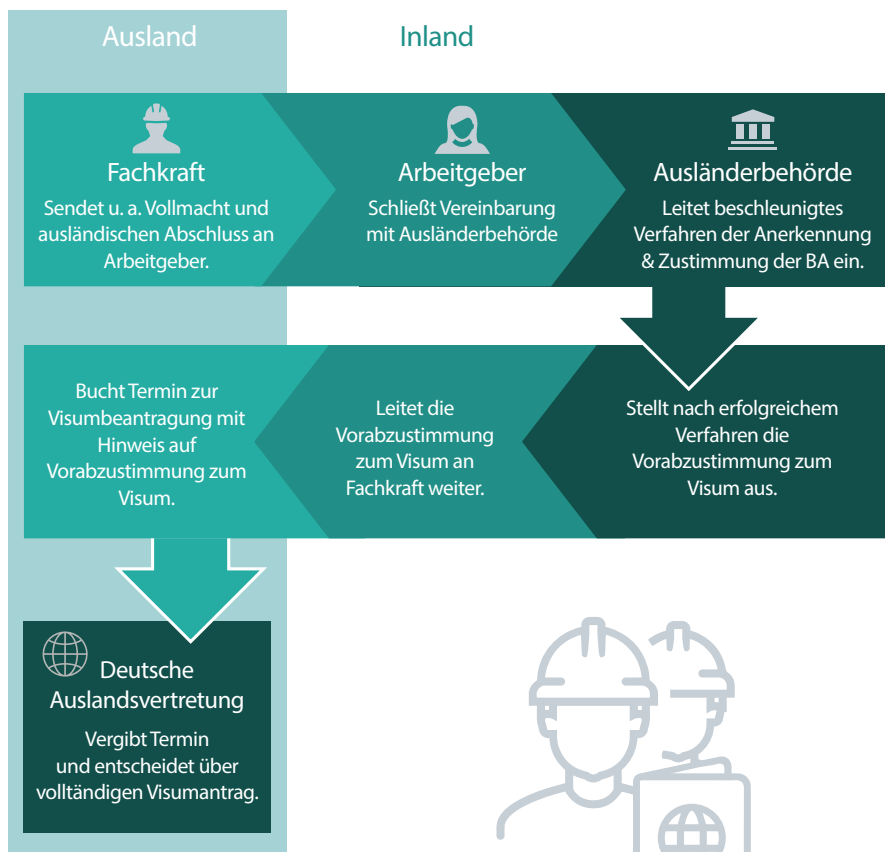 Ausland
Inland
Fachkraft
Sendet u. a. Vollmacht und
ausländischen Abschluss an
Arbeitgeber.
Arbeitgeber
Schließt Vereinbarung
mit Ausländerbehörde
Ausländerbehörde
Leitet beschleunigtes
Verfahren der Anerkennung
& Zustimmung der BA ein.
Stellt nach erfolgreichem
Verfahren die
Vorabzustimmung zum
Visum aus.
Leitet die
Vorabzustimmung
zum Visum an
Fachkraft weiter.
Bucht Termin zur
Visumbeantragung mit
Hinweis auf
Vorabzustimmung zum
Visum.
Deutsche
Auslandsvertretung
Vergibt Termin
und entscheidet über
volltändigen Visumantrag.